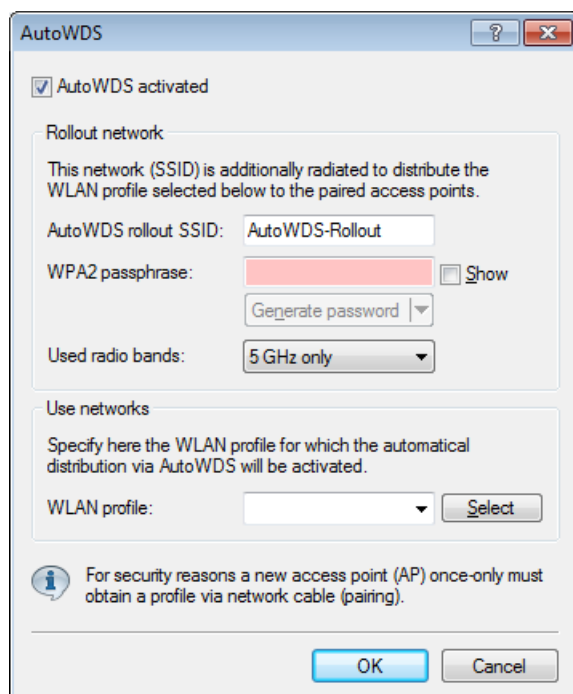 AutoWDS
AutoWDS activated
Rollout network
This network (SSID) is additionally radiated to distribute the
WLAN profile selected below to the paired access points.
AutoWDS rollout SSID: AutoWDS-Rollout
WPA2 passphrase: Show
Generate password
Used radio bands: 5 GHz only
Use networks
Specify here the WLAN profile for which the automatical
distribution via AutoWDS will be activated.
WLAN profile: Select
For security reasons a new access point (AP) once-only must
obtain a profile via network cable (pairing).
OK Cancel